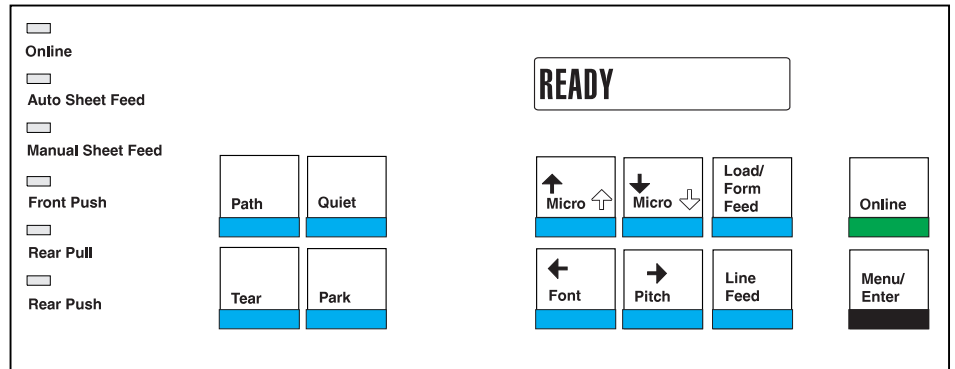 Online
Auto Sheet Feed
Manual Sheet Feed
Front Push
Rear Pull
Rear Push
READY
Path
Quiet
Micro
Micro
Load/
Form
Feed
Online
Tear
Park
Font
Pitch
Line
Feed
Menu/
Enter